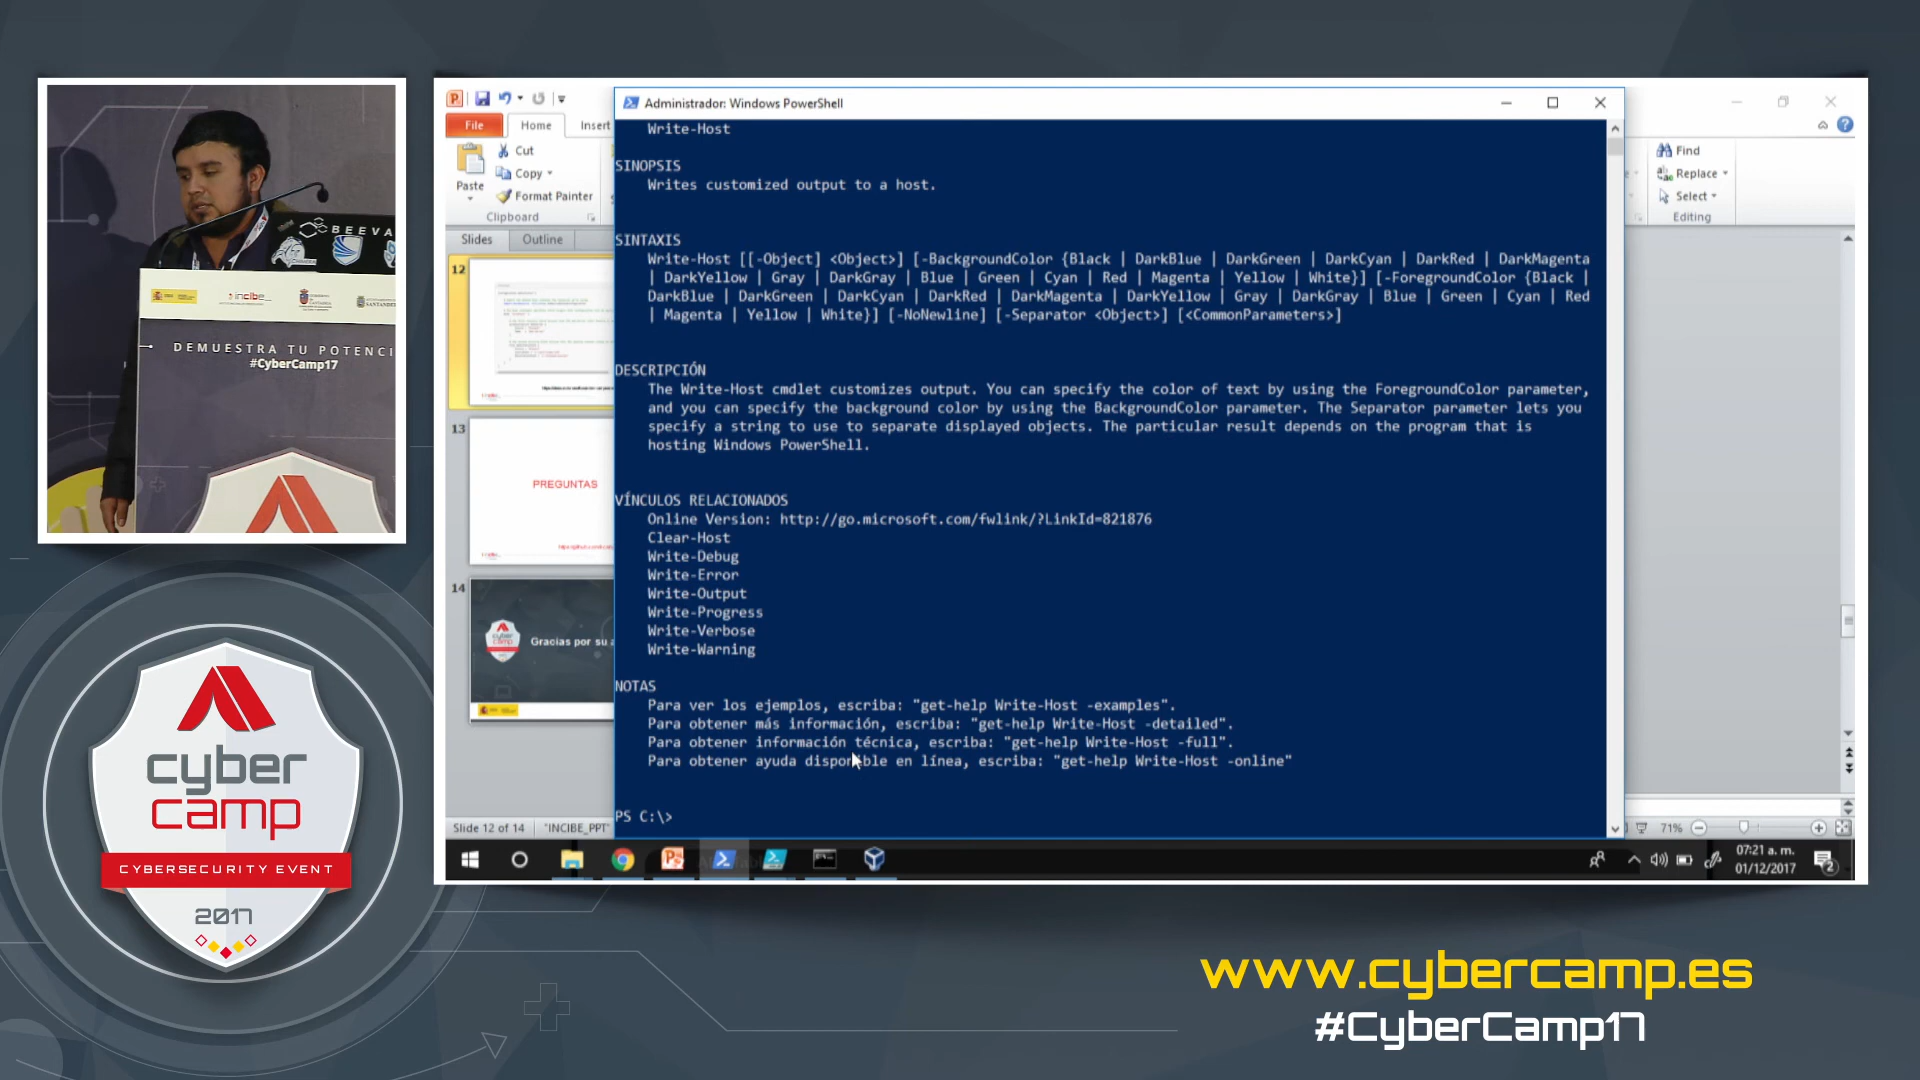 BEEVA
incibe_
DEMUESTRA TU POTENCI
#CyberCamp17
cyber
camp
CYBERSECURITY EVENT
2017
File
Home
Insert
Paste
Cut
Copy
Format Painter
Clipboard
Slides
Outline
12
13
PREGUNTAS
14
cyber
camp
Gracias por su a
Slide 12 of 14
"INCIBE_PPT"
Administrador: Windows PowerShell
Write-Host
SINOPSIS
Writes customized output to a host.
SINTAXIS
Write-Host [[-Object] <Object>] [-BackgroundColor {Black | DarkBlue | DarkGreen | DarkCyan | DarkRed | DarkMagenta
| DarkYellow | Gray | DarkGray | Blue | Green | Cyan | Red | Magenta | Yellow | White}] [-ForegroundColor {Black |
DarkBlue | DarkGreen | DarkCyan | DarkRed | DarkMagenta | DarkYellow | Gray | DarkGray | Blue | Green | Cyan | Red
| Magenta | Yellow | White}] [-NoNewline] [-Separator <Object>] [<CommonParameters>]
DESCRIPCIÓN
The Write-Host cmdlet customizes output. You can specify the color of text by using the ForegroundColor parameter,
and you can specify the background color by using the BackgroundColor parameter. The Separator parameter lets you
specify a string to use to separate displayed objects. The particular result depends on the program that is
hosting Windows PowerShell.
VÍNCULOS RELACIONADOS
Online Version: http://go.microsoft.com/fwlink/?LinkId=821876
Clear-Host
Write-Debug
Write-Error
Write-Output
Write-Progress
Write-Verbose
Write-Warning
NOTAS
Para ver los ejemplos, escriba: "get-help Write-Host -examples".
Para obtener más información, escriba: "get-help Write-Host -detailed".
Para obtener información técnica, escriba: "get-help Write-Host -full".
Para obtener ayuda disponible en línea, escriba: "get-help Write-Host -online"
PS C:\>
Find
Replace
Select
Editing
71%
07:21 a. m.
01/12/2017
2
www.cybercamp.es
#CyberCamp17